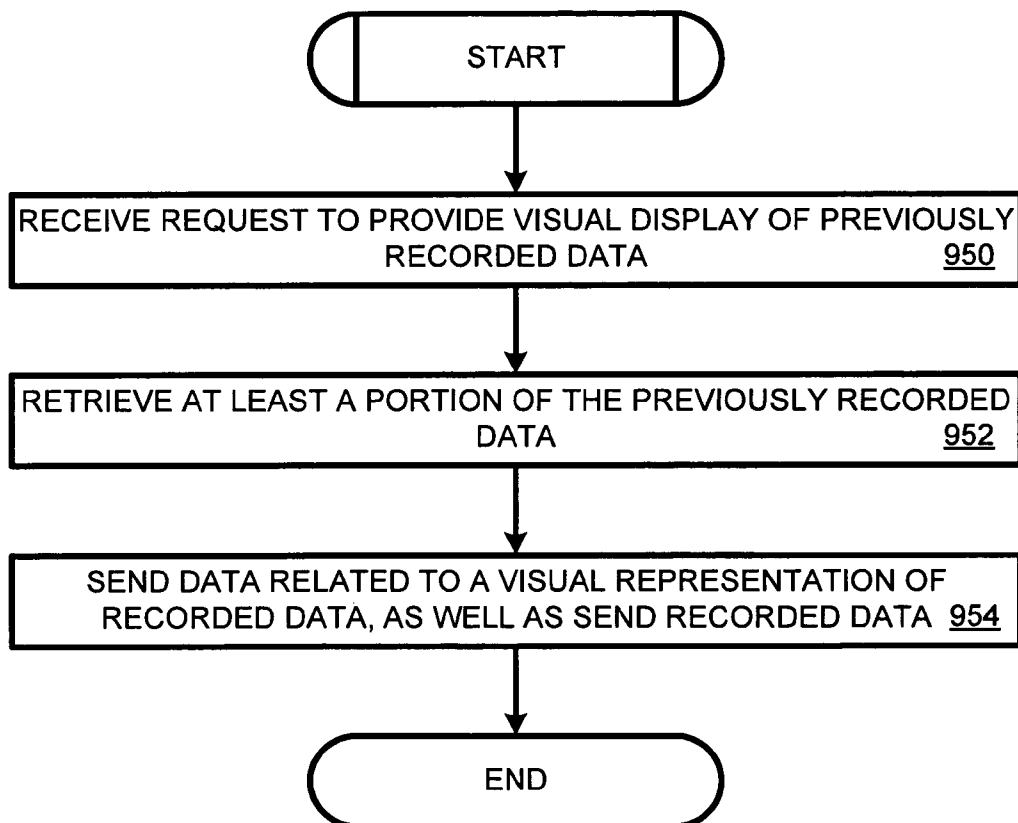 START
RECEIVE REQUEST TO PROVIDE VISUAL DISPLAY OF PREVIOUSLY
RECORDED DATA 950
RETRIEVE AT LEAST A PORTION OF THE PREVIOUSLY RECORDED
DATA 952
SEND DATA RELATED TO A VISUAL REPRESENTATION OF
RECORDED DATA, AS WELL AS SEND RECORDED DATA 954
END